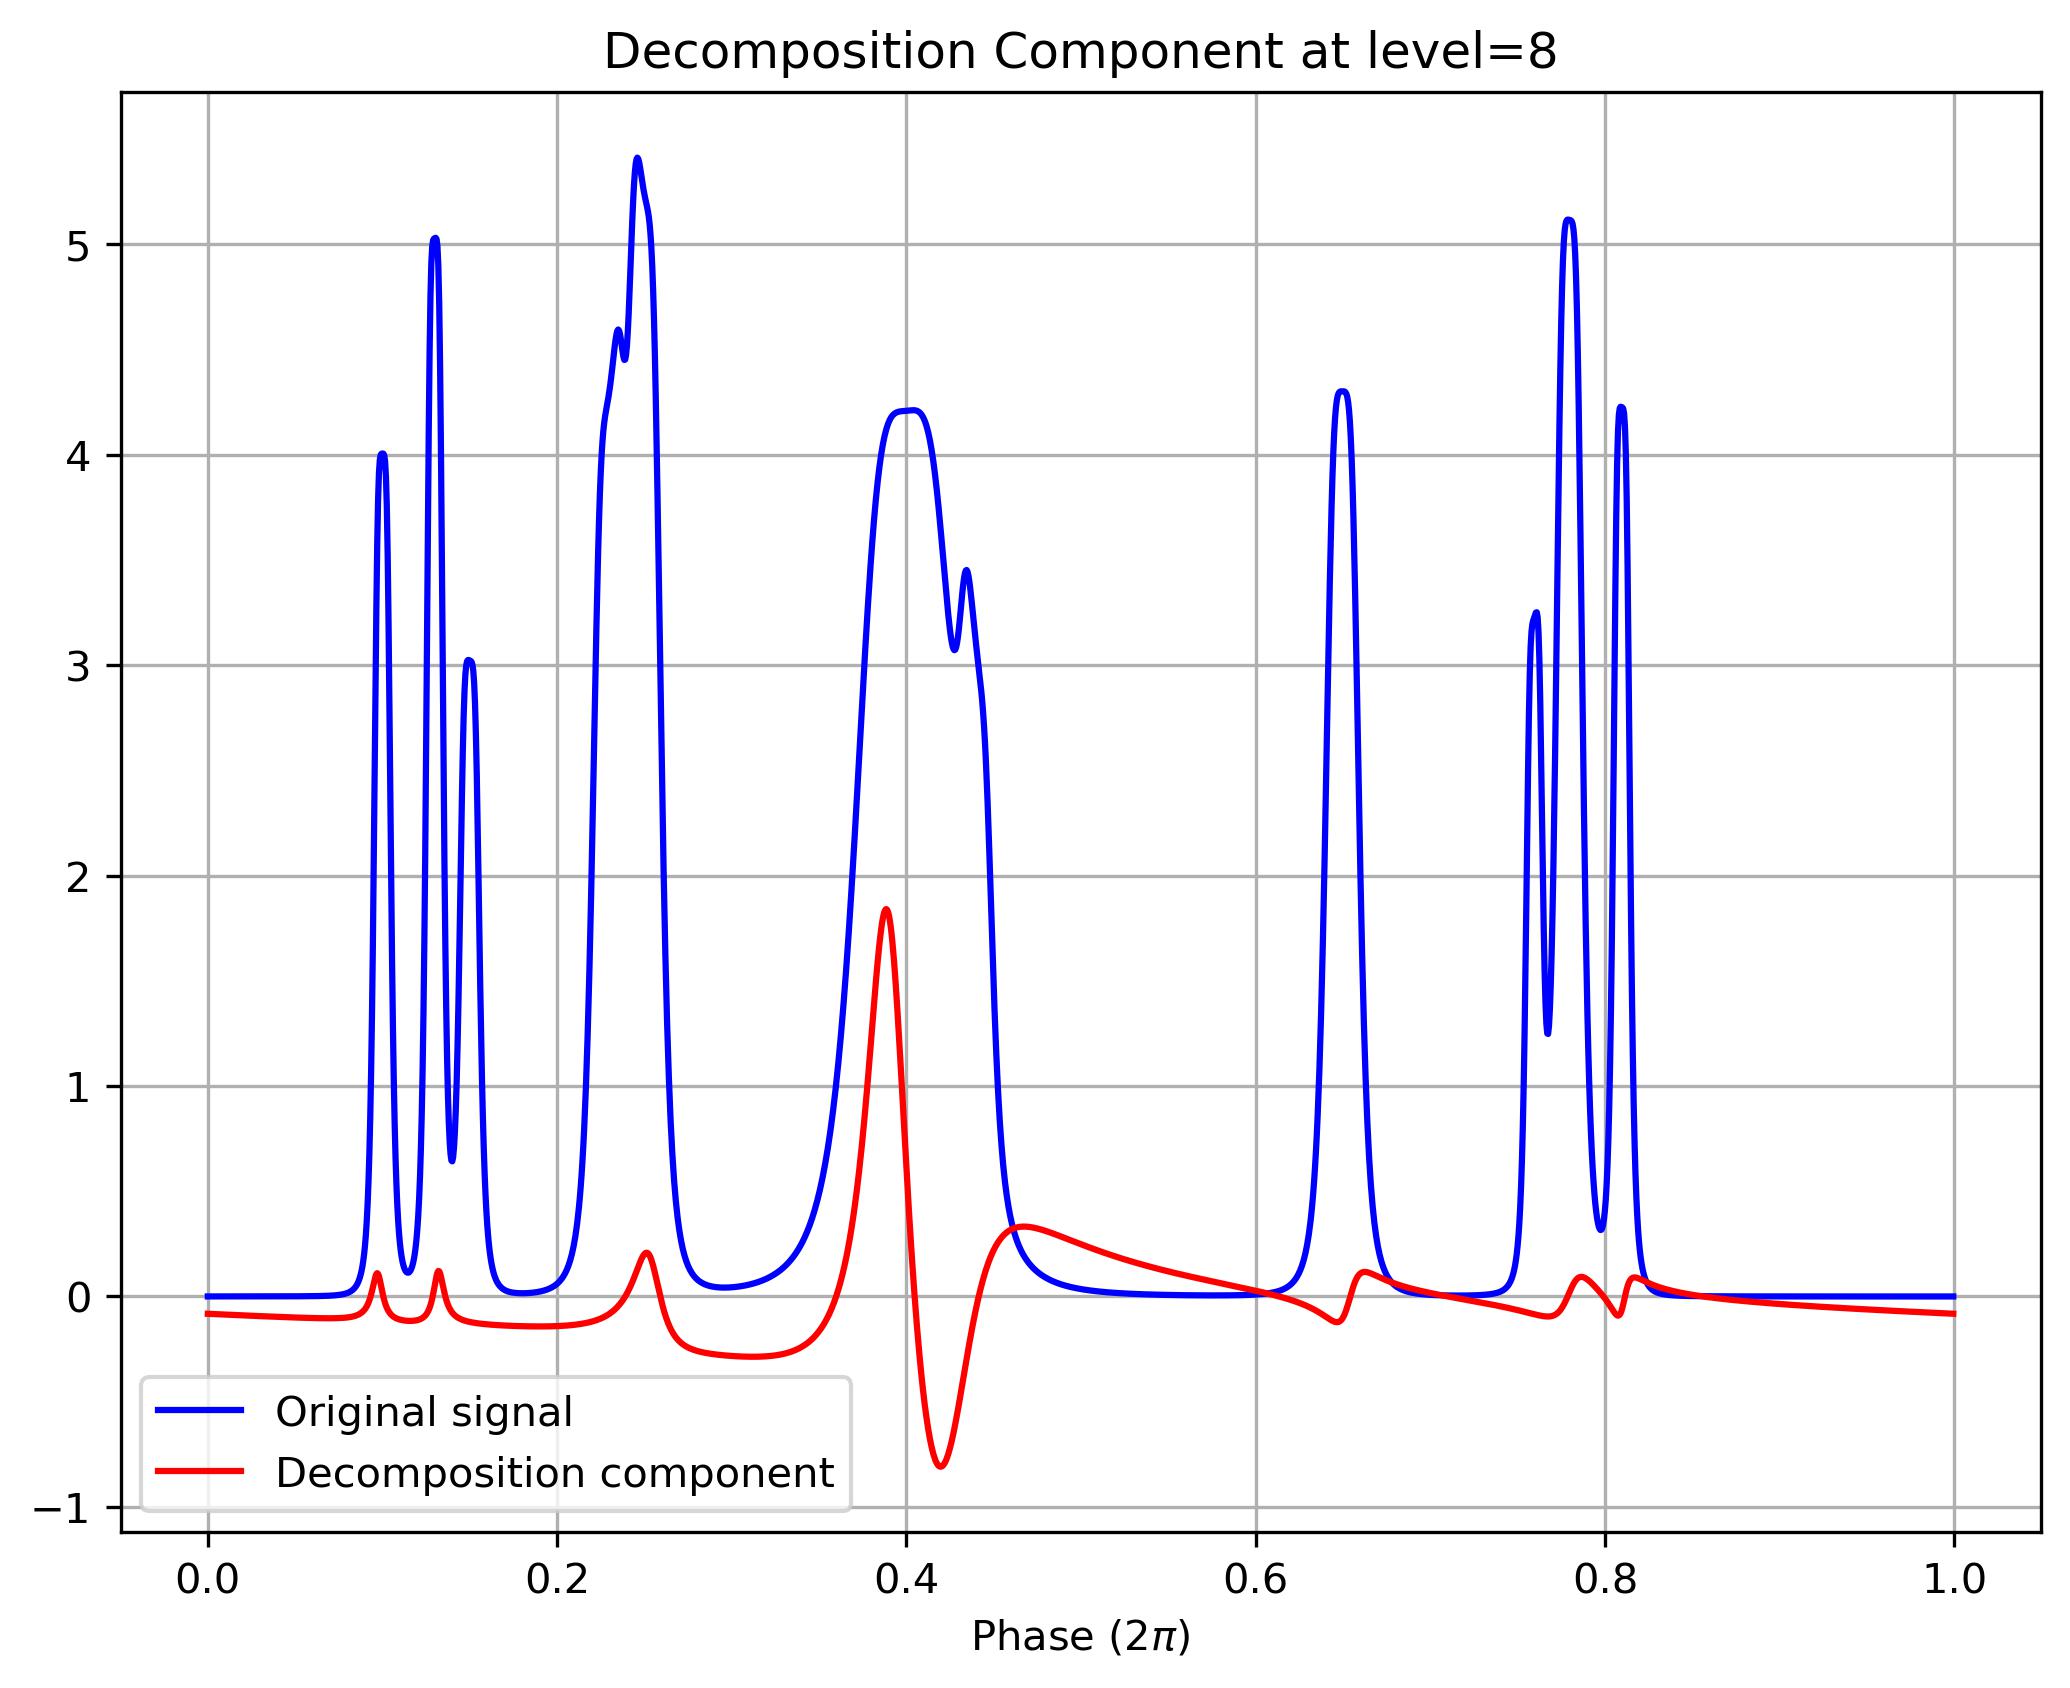 Decomposition Component at level=8
5
4
3
2
1
0
−1
Original signal
Decomposition component
0.0 0.2 0.4 0.6 0.8 1.0
Phase (2π)